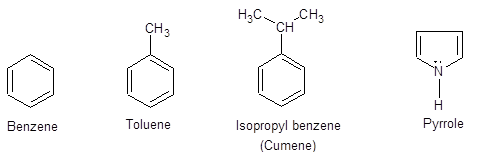 CH₃
H₃C CH₃
CH
N̈
H
Benzene
Toluene
Isopropyl benzene
(Cumene)
Pyrrole